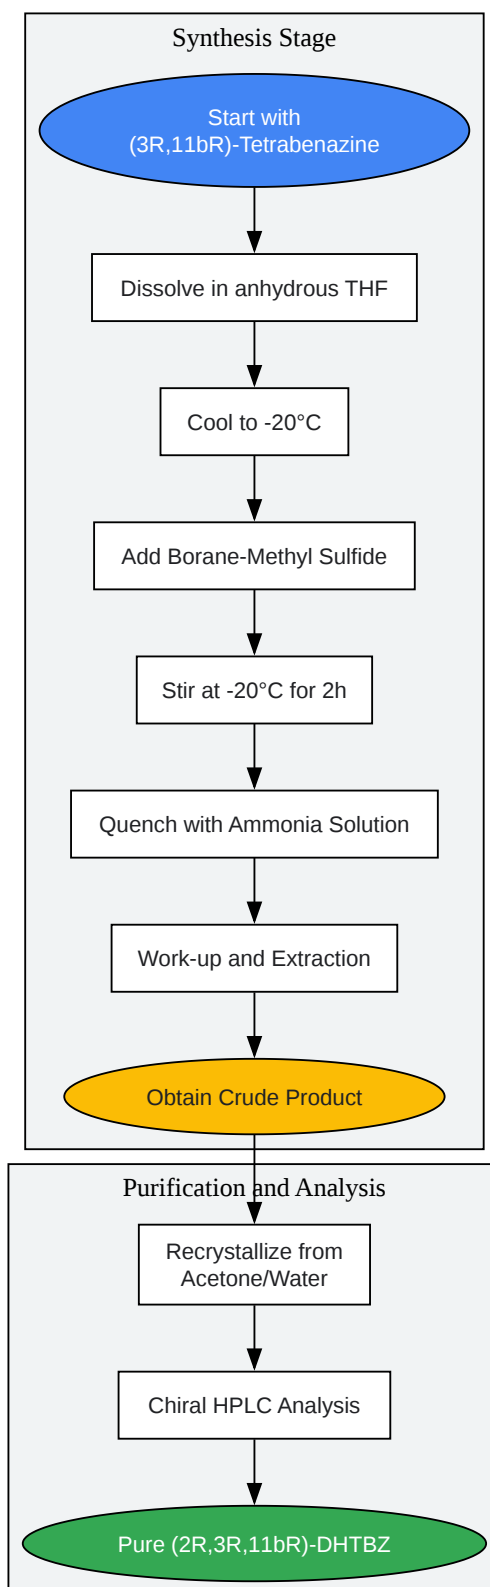 Synthesis Stage
Start with
(3R,11bR)-Tetrabenazine
Dissolve in anhydrous THF
Cool to -20°C
Add Borane-Methyl Sulfide
Stir at -20°C for 2h
Quench with Ammonia Solution
Work-up and Extraction
Obtain Crude Product
Purification and Analysis
Recrystallize from
Acetone/Water
Chiral HPLC Analysis
Pure (2R,3R,11bR)-DHTBZ